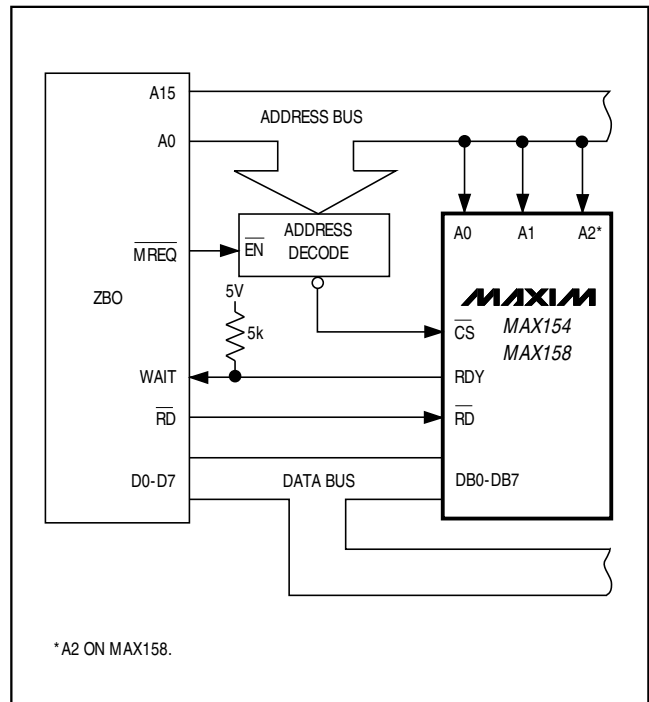 A15
ADDRESS BUS
A0
ADDRESS
DECODE
A0 A1 A2*
MREQ
EN
ZBO
5V
5k
MAXIM
CS MAX154
MAX158
WAIT
RDY
RD
RD
D0-D7
DATA BUS
DB0-DB7
*A2 ON MAX158.